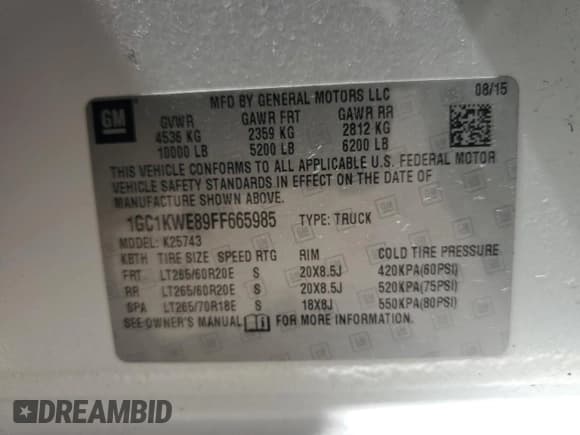 MFD BY GENERAL MOTORS LLC
08/15
GM
GVWR GAWR FRT GAWR RR
4536 KG 2359 KG 2812 KG
10000 LB 5200 LB 6200 LB
THIS VEHICLE CONFORMS TO ALL APPLICABLE U.S. FEDERAL MOTOR
VEHICLE SAFETY STANDARDS IN EFFECT ON THE DATE OF
MANUFACTURE SHOWN ABOVE.
1GC1KWE89FF665985 TYPE: TRUCK
MODEL: K25743
KBTH TIRE SIZE SPEED RTG RIM COLD TIRE PRESSURE
FRT LT265/60R20E S 20X8.5J 420KPA(60PSI)
RR LT265/60R20E S 20X8.5J 520KPA(75PSI)
SPA LT265/70R18E S 18X8J 550KPA(80PSI)
SEE OWNER'S MANUAL FOR MORE INFORMATION.
DREAMBID